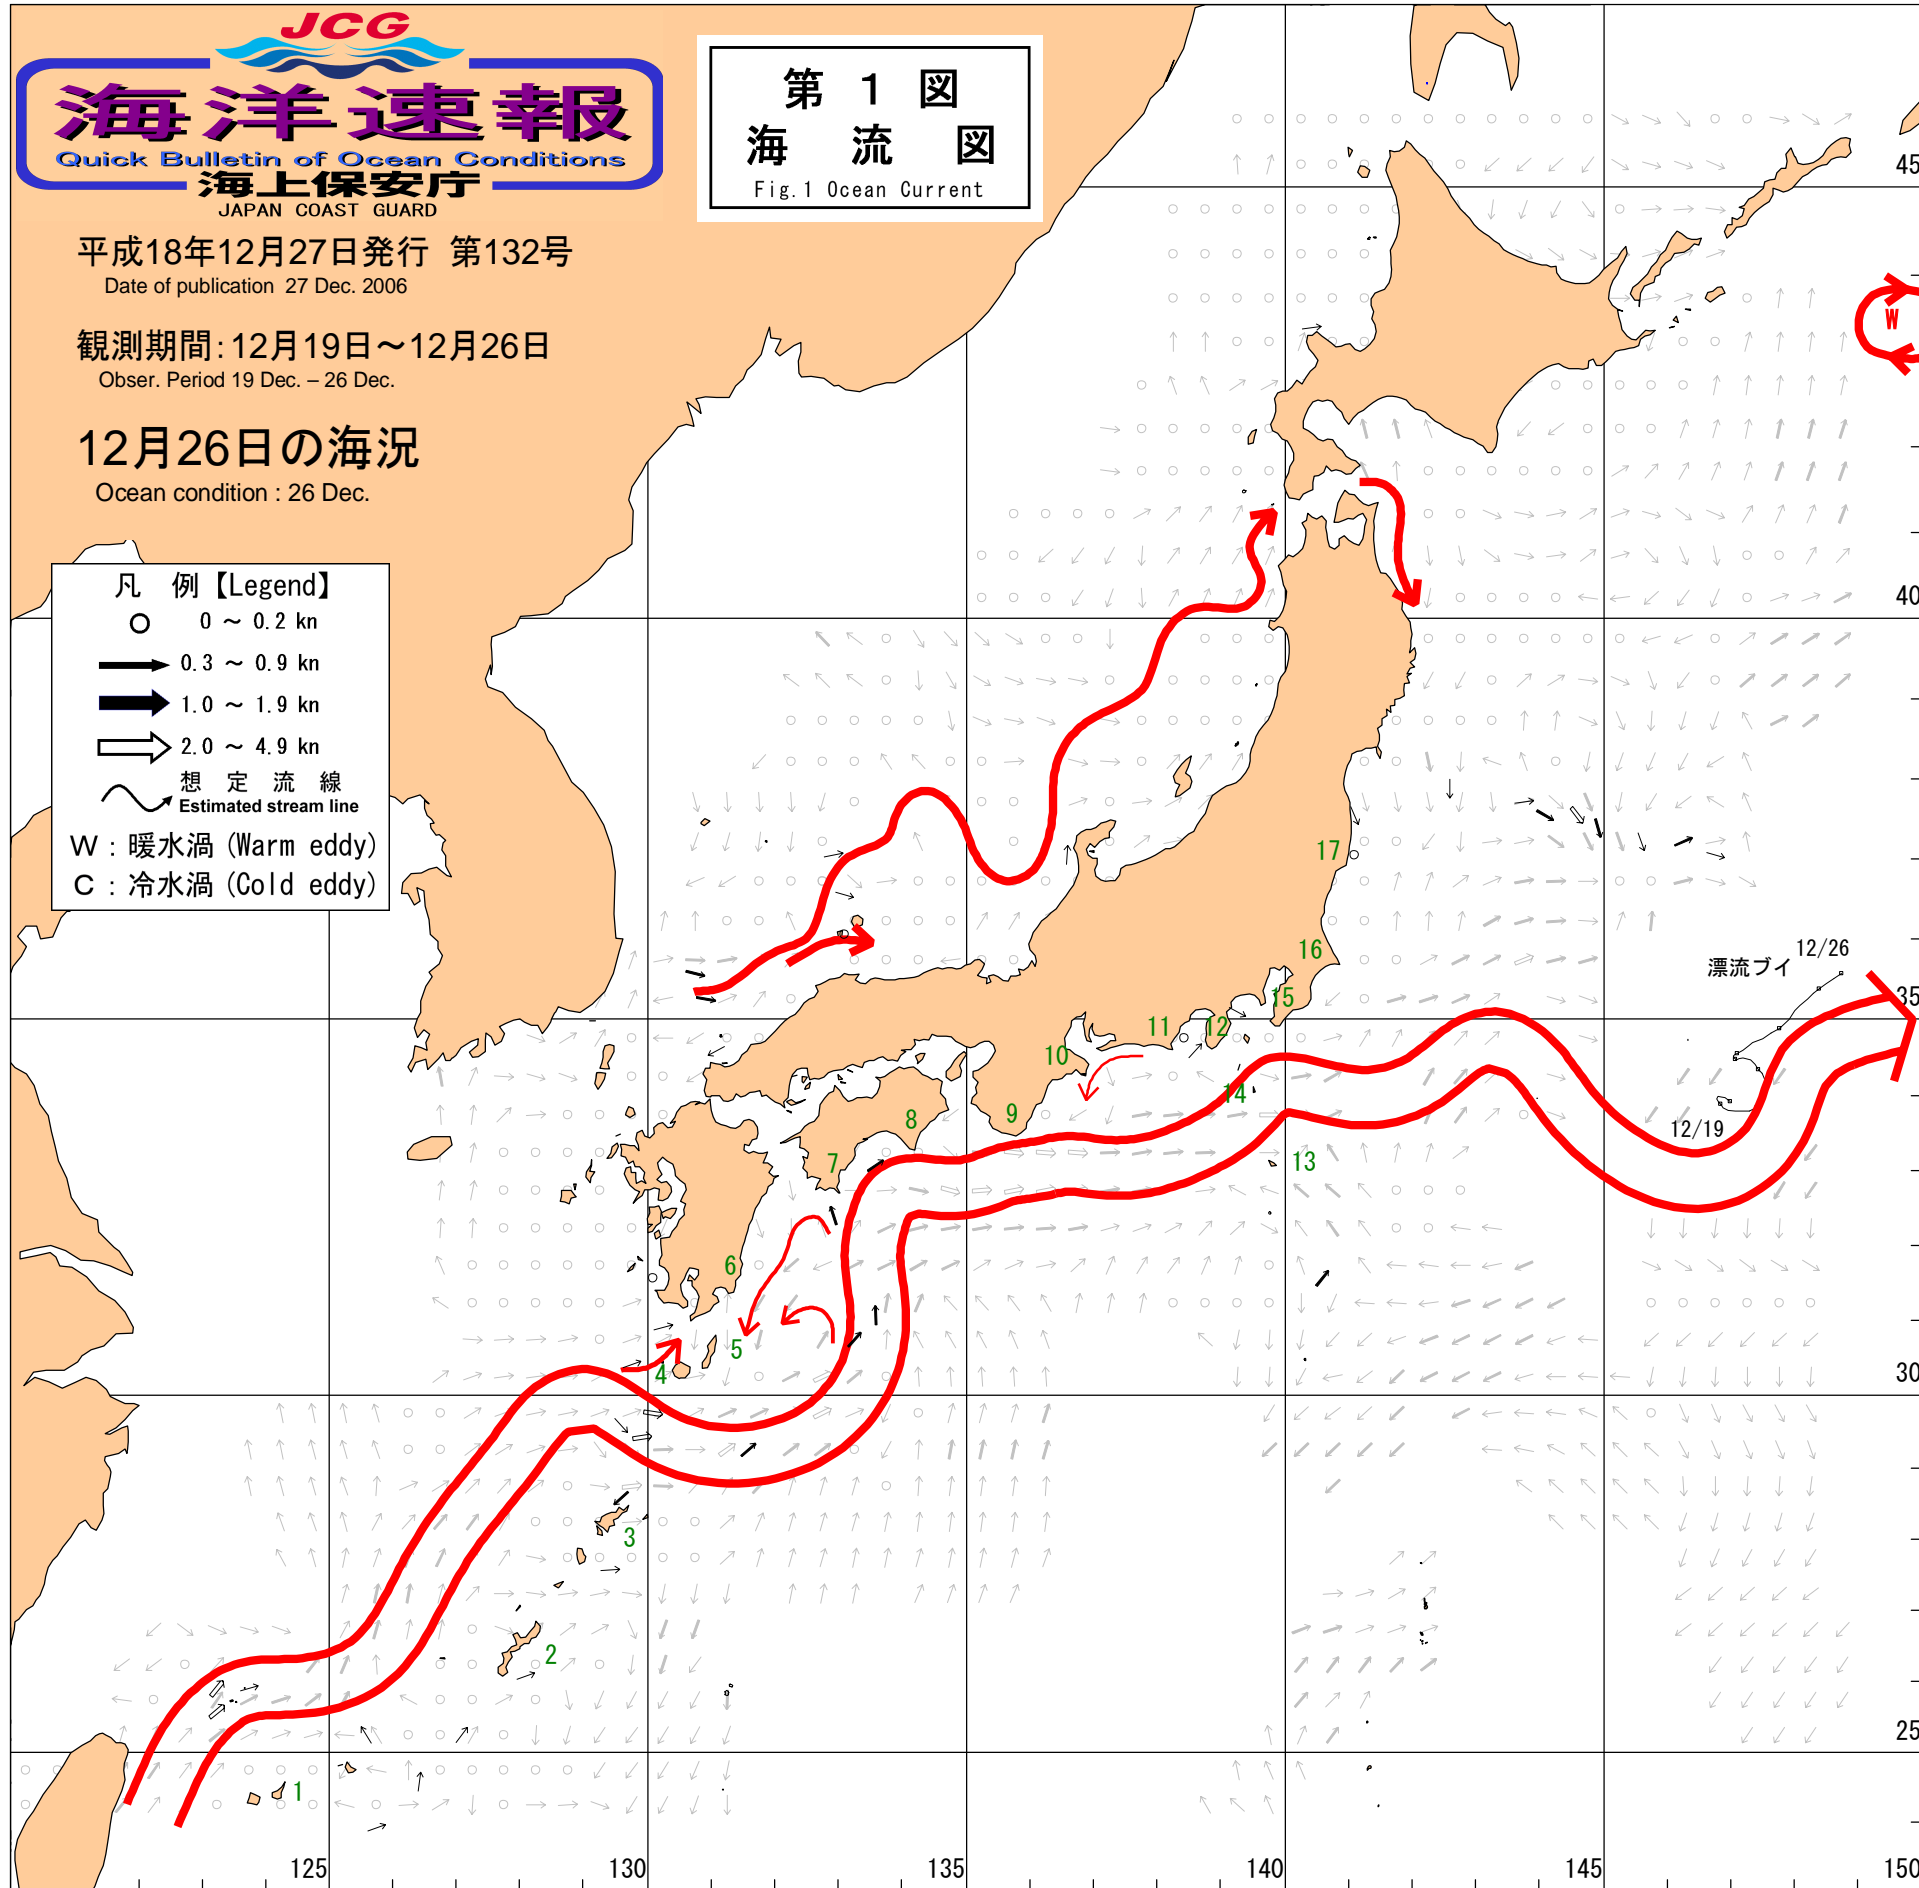 JCG
海洋速報
Quick Bulletin of Ocean Conditions
海上保安庁
JAPAN COAST GUARD
第 1 図
海 流 図
Fig.1 Ocean Current
平成18年12月27日発行 第132号
Date of publication 27 Dec. 2006
観測期間：12月19日～12月26日
Obser. Period 19 Dec. – 26 Dec.
12月26日の海況
Ocean condition : 26 Dec.
凡 例【Legend】
0 ～ 0.2 kn
0.3 ～ 0.9 kn
1.0 ～ 1.9 kn
2.0 ～ 4.9 kn
想 定 流 線
Estimated stream line
W : 暖水渦 (Warm eddy)
C : 冷水渦 (Cold eddy)
45
W
40
17
16
12/26
漂流ブイ
35
15
12
11
10
14
9
8
12/19
7
13
6
5
4
30
3
2
25
1
125
130
135
140
145
150